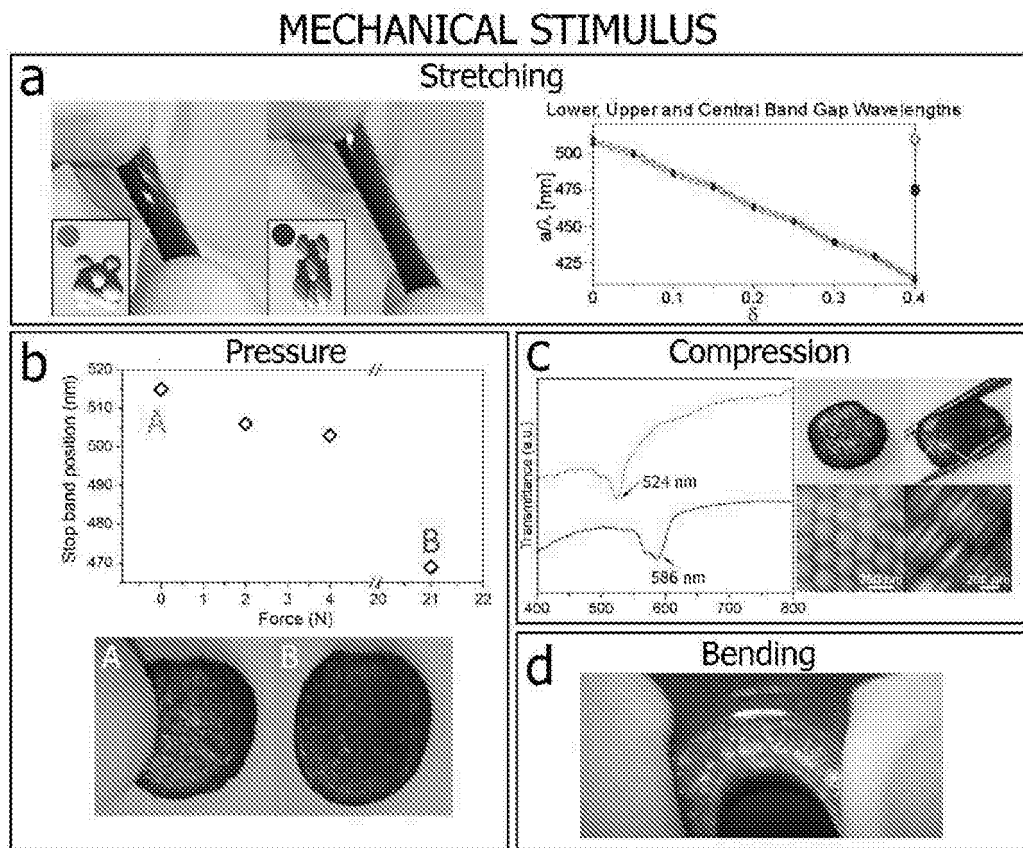 MECHANICAL STIMULUS
a
Stretching
Lower, Upper and Central Band Gap Wavelengths
a/λ [nm]
500
475
450
425
0 0.1 0.2 0.3 0.4
δ
b
Pressure
Stop band position (nm)
520
510
500
490
480
470
A
B
0 1 2 3 4 20 21 22
Force (N)
A B
c
Compression
Transmittance (a.u.)
524 nm
586 nm
400 500 600 700 800
d
Bending